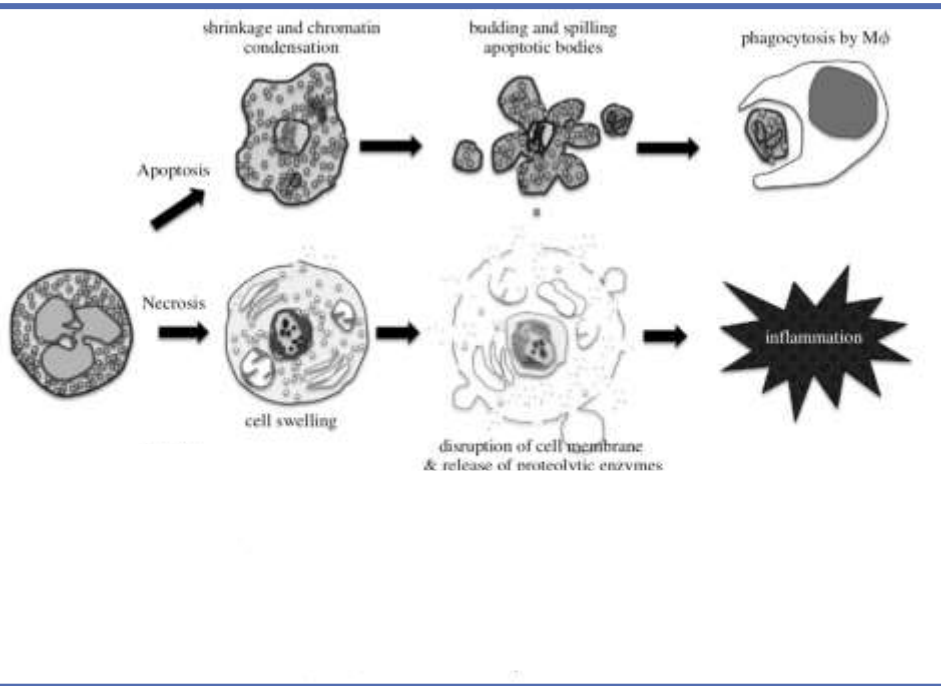 shrinkage and chromatin
condensation
budding and spilling
apoptotic bodies
phagocytosis by Mϕ
Apoptosis
Necrosis
inflammation
cell swelling
disruption of cell membrane
& release of proteolytic enzymes